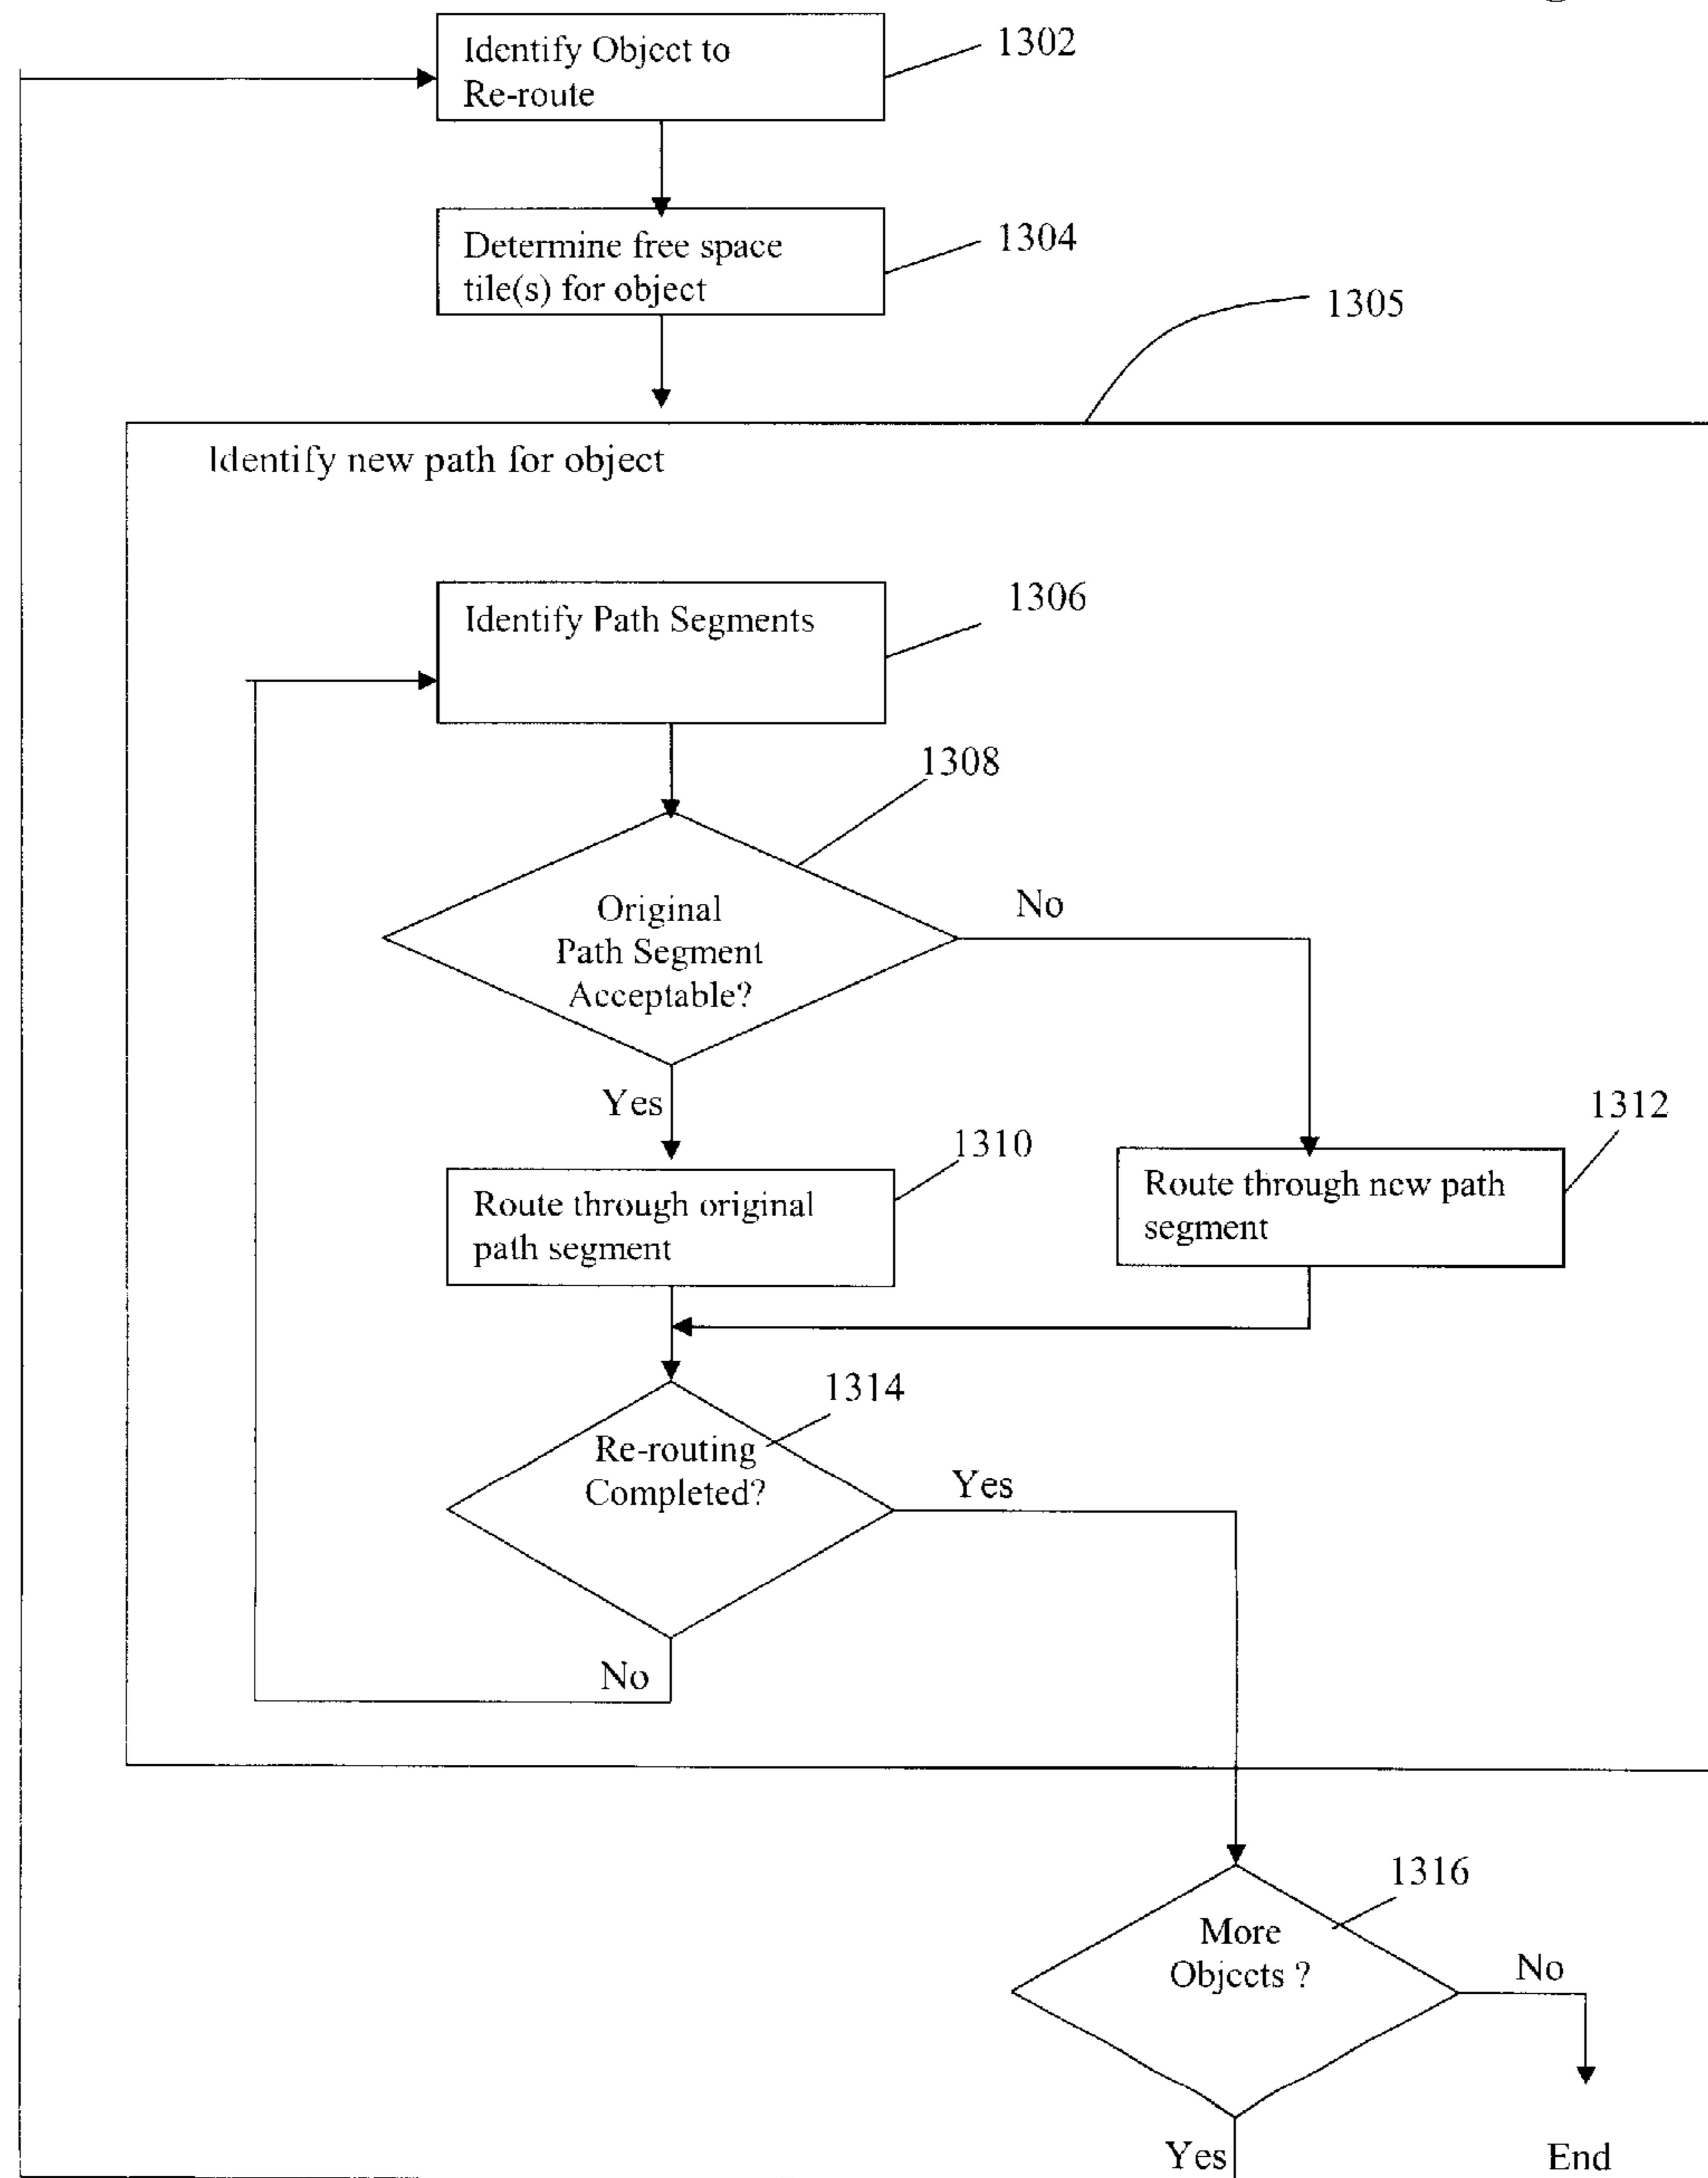 Identify Object to
Re-route
1302
Determine free space
tile(s) for object
1304
1305
Identify new path for object
Identify Path Segments
1306
1308
Original
Path Segment
Acceptable?
No
Yes
1310
1312
Route through original
path segment
Route through new path
segment
1314
Re-routing
Completed?
Yes
No
1316
More
Objects ?
No
Yes
End